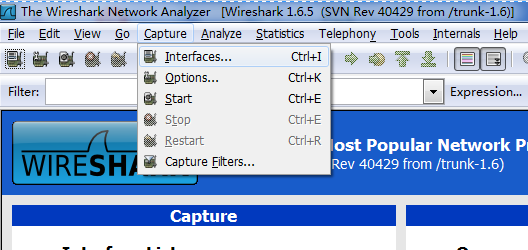 The Wireshark Network Analyzer [Wireshark 1.6.5 (SVN Rev 40429 from /trunk-1.6)]
File Edit View Go Capture Analyze Statistics Telephony Tools Internals Help
Interfaces... Ctrl+I
Options... Ctrl+K
Start Ctrl+E
Stop Ctrl+E
Restart Ctrl+R
Capture Filters...
Filter: Expression...
WIRESHARK
Most Popular Network
Rev 40429 from /trunk-1.6)
Capture